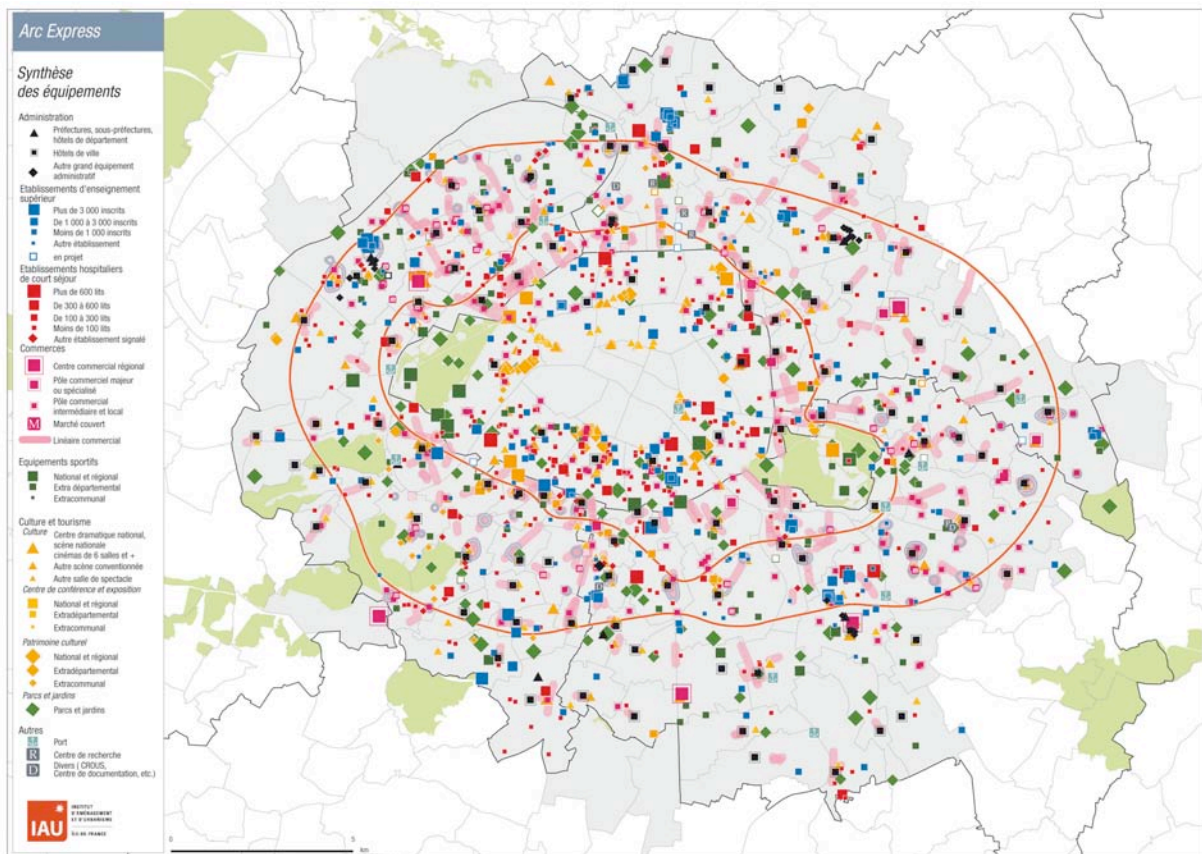 Arc Express
Synthèse
des équipements
Administration
Préfectures, sous-préfectures,
hôtels de département
Hôtels de ville
Autre grand équipement
administratif
Etablissements d'enseignement
supérieur
Plus de 3 000 inscrits
De 1 000 à 3 000 inscrits
Moins de 1 000 inscrits
Autre établissement
en projet
Etablissements hospitaliers
de court séjour
Plus de 600 lits
De 300 à 600 lits
De 100 à 300 lits
Moins de 100 lits
Autre établissement signalé
Commerces
Centre commercial régional
Pôle commercial majeur
ou spécialisé
Pôle commercial
intermédiaire et local
M Marché couvert
Linéaire commercial
Equipements sportifs
National et régional
Extra départemental
Extracommunal
Culture et tourisme
Culture
Centre dramatique national,
scène nationale
cinémas de 6 salles et +
Autre scène conventionnée
Autre salle de spectacle
Centre de conférence et exposition
National et régional
Extradépartemental
Extracommunal
Patrimoine culturel
National et régional
Extradépartemental
Extracommunal
Parcs et jardins
Parcs et jardins
Autres
Port
R Centre de recherche
D Divers ( CROUS,
Centre de documentation, etc.)
IAU
INSTITUT
D'AMÉNAGEMENT
ET D'URBANISME
ÎLE-DE-FRANCE
0 5
km